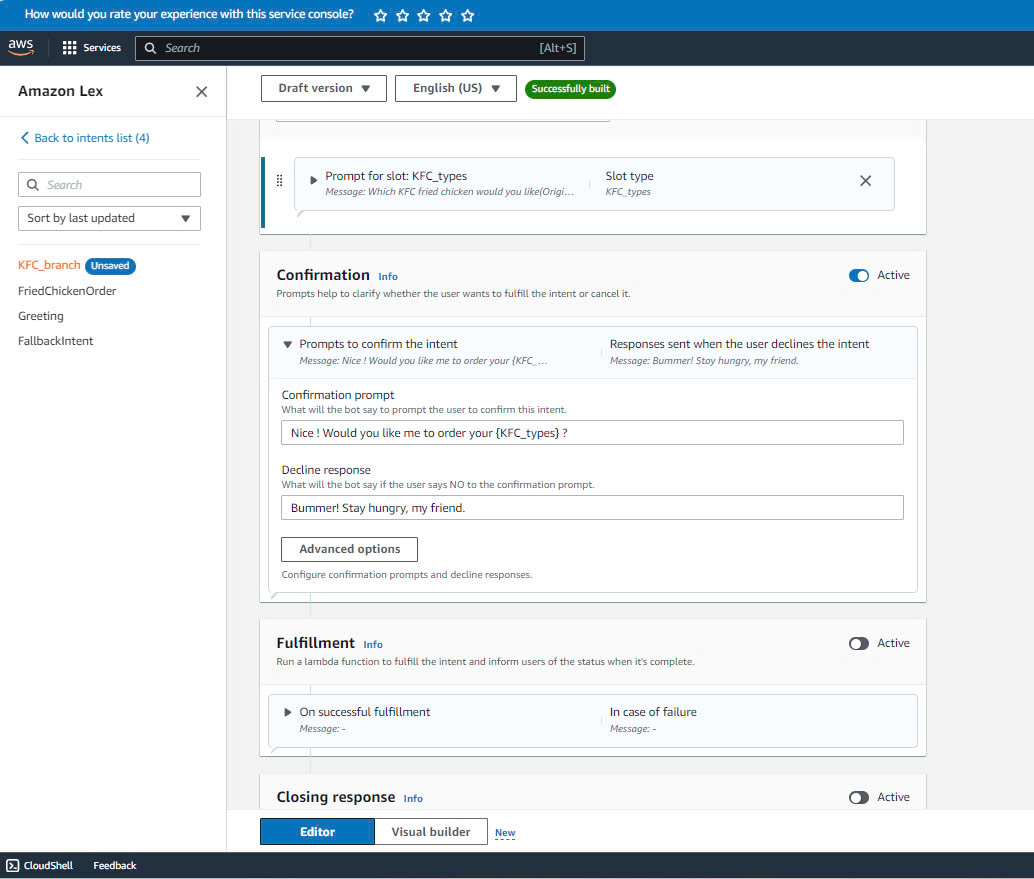 How would you rate your experience with this service console?
aws
Services
Search
[Alt+S]
Amazon Lex
Draft version
English (US)
Successfully built
Back to intents list (4)
Search
Sort by last updated
KFC_branch
Unsaved
FriedChickenOrder
Greeting
FallbackIntent
Prompt for slot: KFC_types
Message: Which KFC fried chicken would you like(Origi...
Slot type
KFC_types
Confirmation Info
Active
Prompts help to clarify whether the user wants to fulfill the intent or cancel it.
Prompts to confirm the intent
Message: Nice ! Would you like me to order your {KFC_...
Responses sent when the user declines the intent
Message: Bummer! Stay hungry, my friend.
Confirmation prompt
What will the bot say to prompt the user to confirm this intent.
Nice ! Would you like me to order your {KFC_types} ?
Decline response
What will the bot say if the user says NO to the confirmation prompt.
Bummer! Stay hungry, my friend.
Advanced options
Configure confirmation prompts and decline responses.
Fulfillment Info
Active
Run a lambda function to fulfill the intent and inform users of the status when it's complete.
On successful fulfillment
Message: -
In case of failure
Message: -
Closing response Info
Active
Editor
Visual builder
New
CloudShell
Feedback